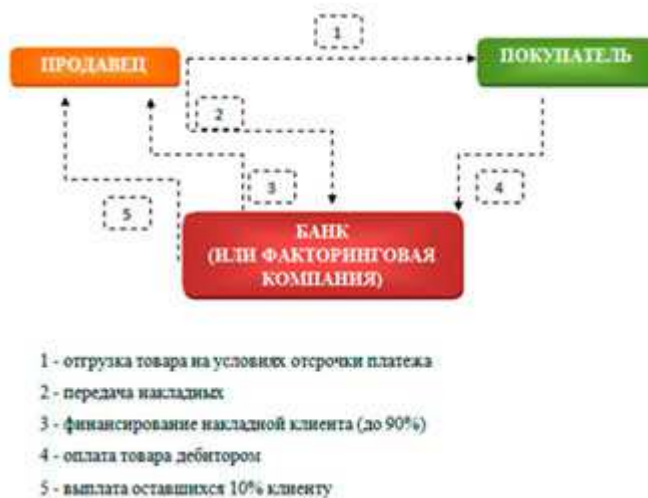 1
ПРОДАВЕЦ
ПОКУПАТЕЛЬ
2
3
4
5
БАНК
(ИЛИ ФАКТОРИНГОВАЯ
КОМПАНИЯ)
1 - отгрузка товара на условиях отсрочки платежа
2 - передача накладных
3 - финансирование накладной клиента (до 90%)
4 - оплата товара дебитором
5 - выплата оставшихся 10% клиенту